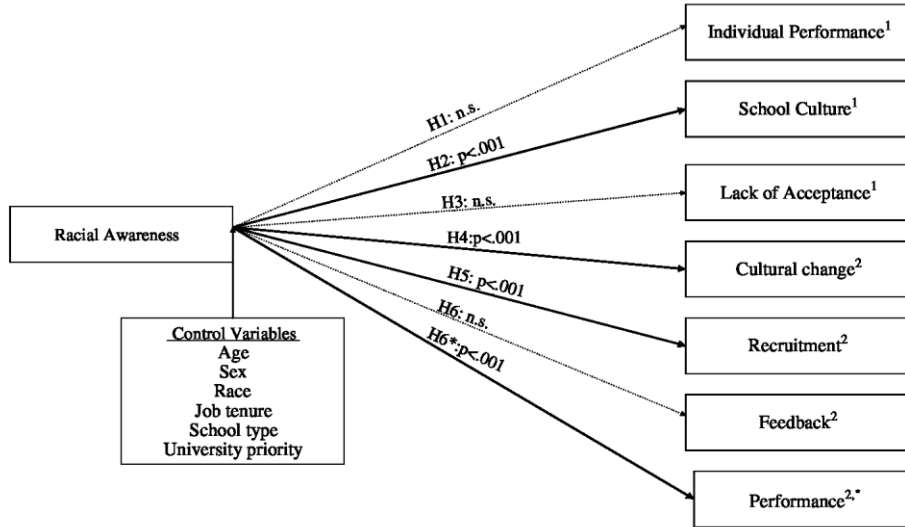 Individual Performance¹
H1: n.s.
School Culture¹
H2: p<.001
Lack of Acceptance¹
H3: n.s.
Racial Awareness
H4:p<.001
Cultural change²
H5: p<.001
H6: n.s.
Recruitment²
H6*:p<.001
Control Variables
Age
Sex
Race
Job tenure
School type
University priority
Feedback²
Performance²,*